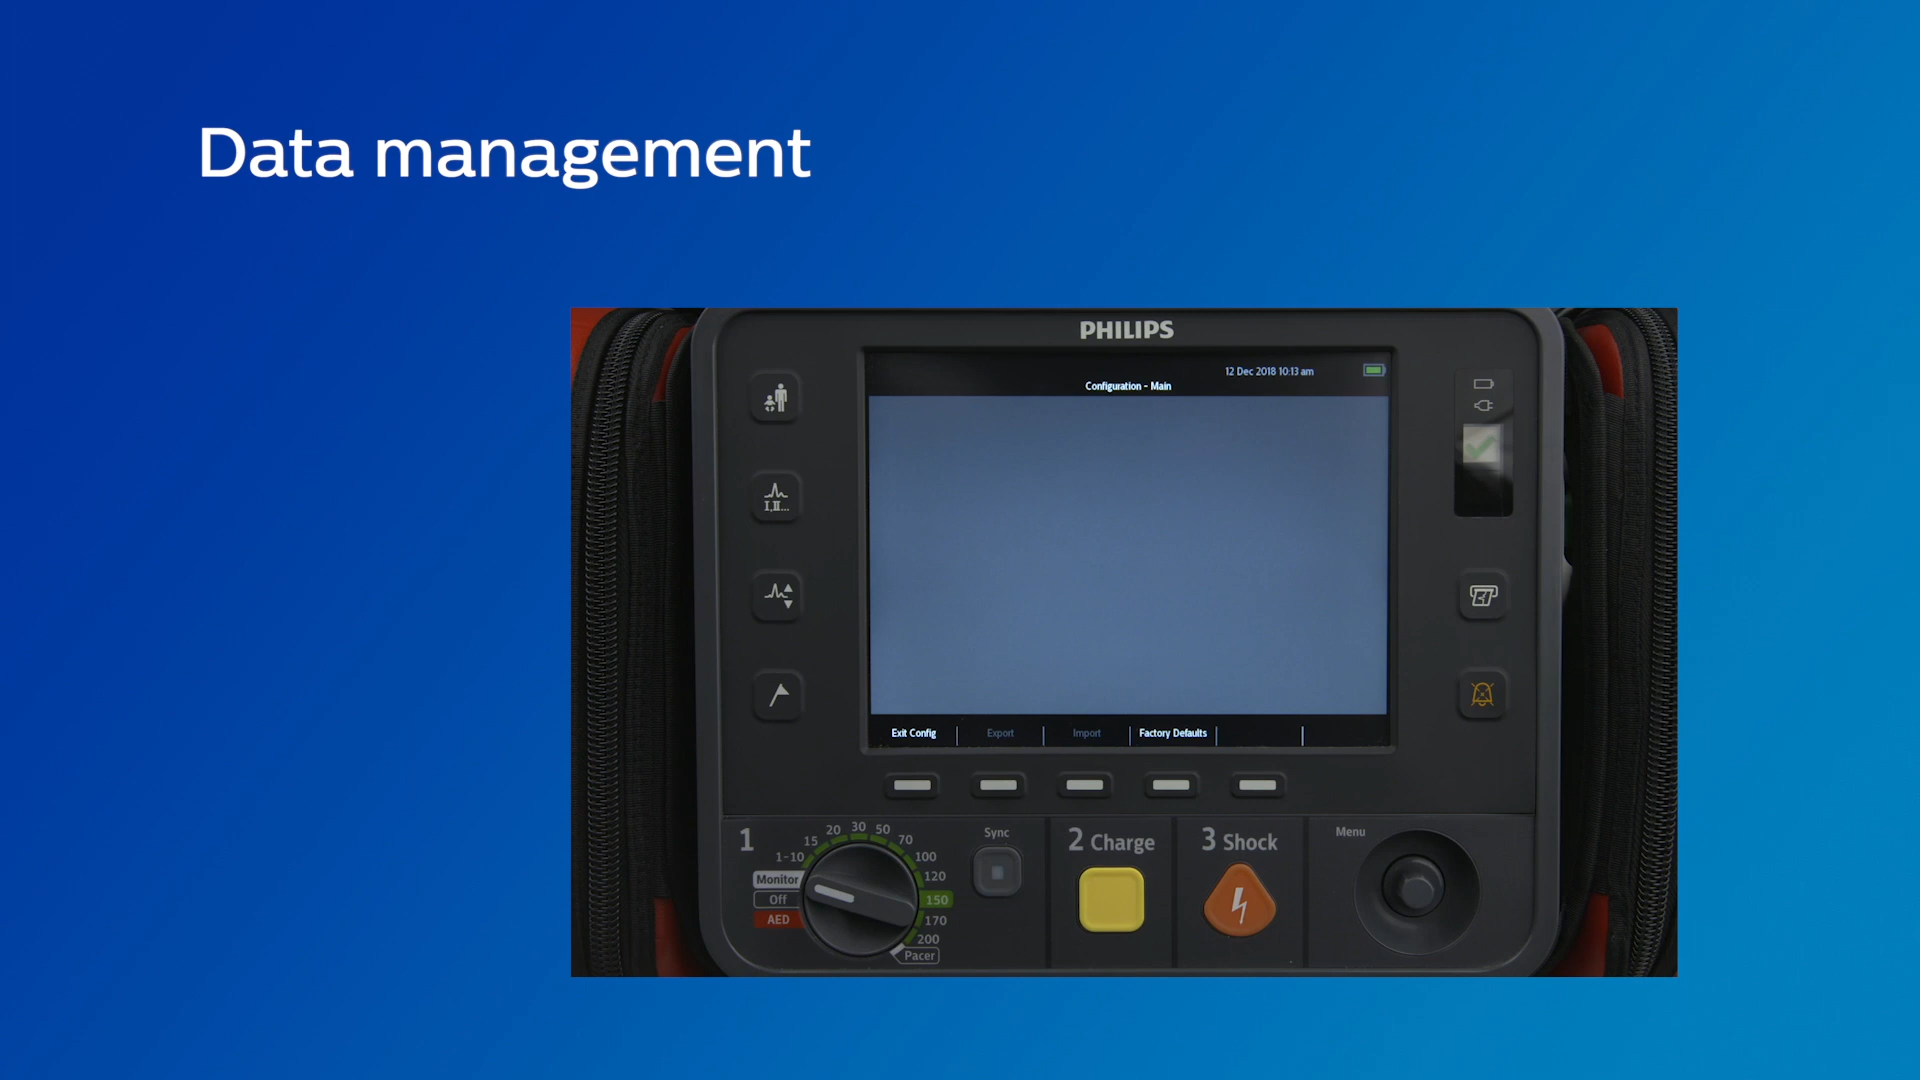 Data management
PHILIPS
12 Dec 2018 10:13 am
Configuration - Main
I,II...
Exit Config
Export
Import
Factory Defaults
1
1-10
15
20
30
50
70
100
120
150
170
200
Pacer
Monitor
Off
AED
Sync
2 Charge
3 Shock
Menu